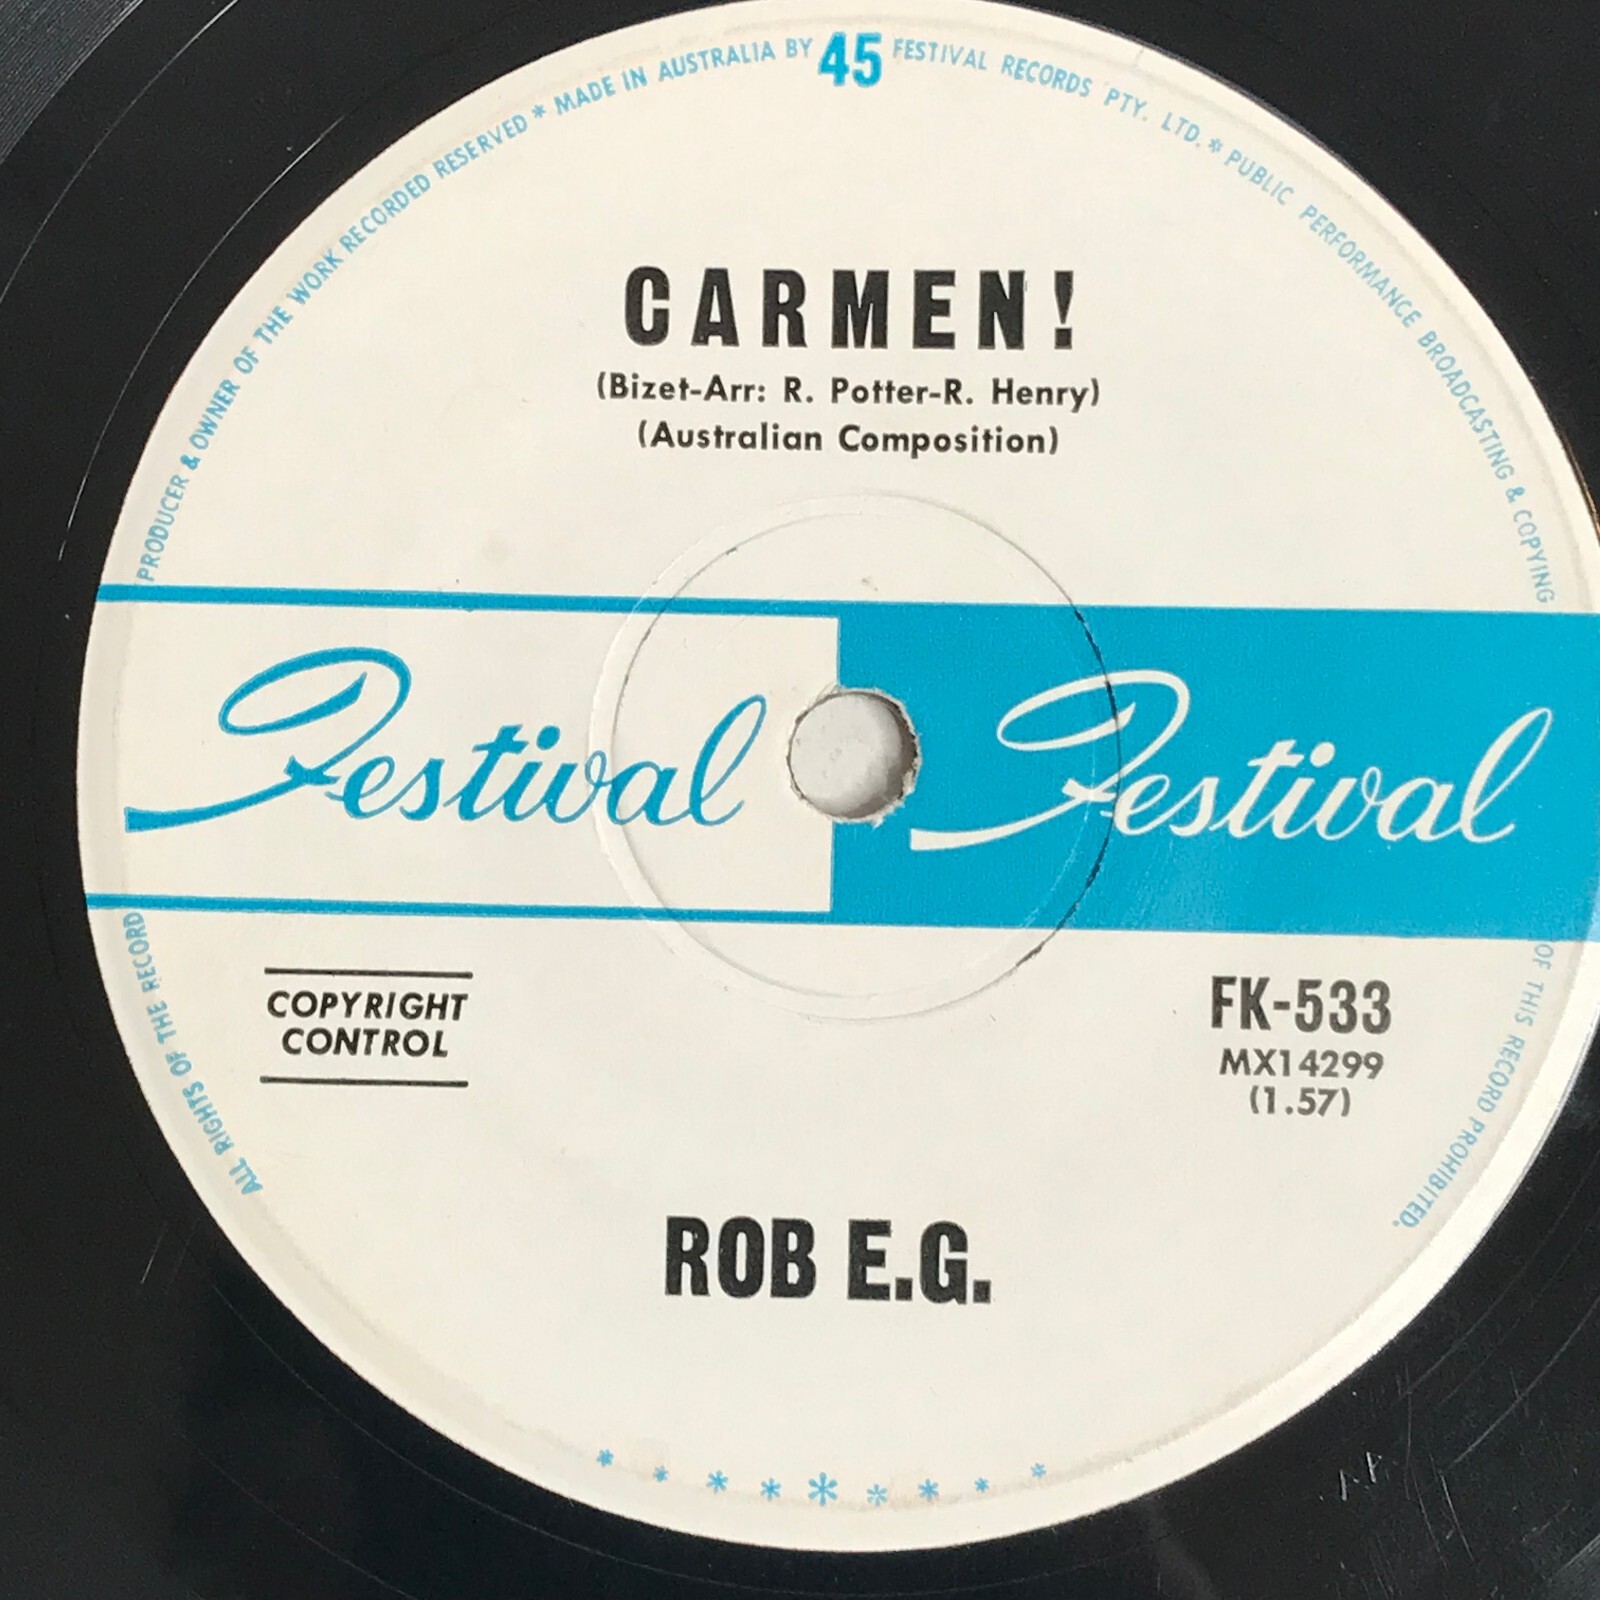 ALL RIGHTS OF THE RECORD PRODUCER & OWNER OF THE WORK RECORDED RESERVED * MADE IN AUSTRALIA BY 45 FESTIVAL RECORDS PTY. LTD. * PUBLIC PERFORMANCE BROADCASTING & COPYING OF THIS RECORD PROHIBITED.
CARMEN!
(Bizet-Arr: R. Potter-R. Henry)
(Australian Composition)
Festival Festival
COPYRIGHT
CONTROL
FK-533
MX14299
(1.57)
ROB E.G.
* * * * * * * * *